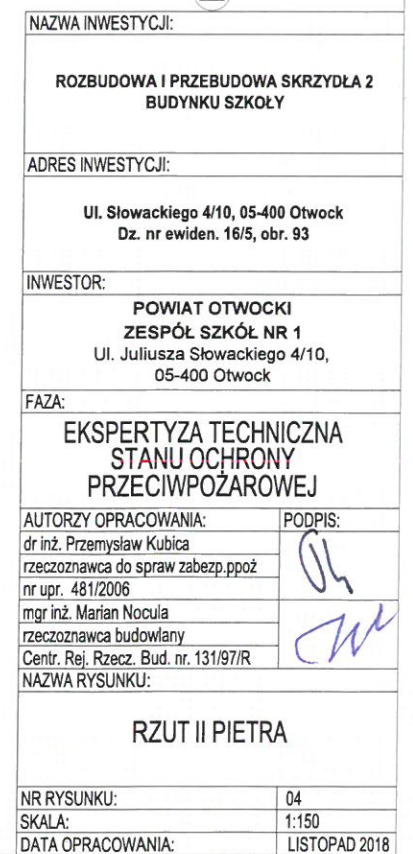 NAZWA INWESTYCJI:
ROZBUDOWA I PRZEBUDOWA SKRZYDŁA 2
BUDYNKU SZKOŁY
ADRES INWESTYCJI:
Ul. Słowackiego 4/10, 05-400 Otwock
Dz. nr ewiden. 16/5, obr. 93
INWESTOR:
POWIAT OTWOCKI
ZESPÓŁ SZKÓŁ NR 1
Ul. Juliusza Słowackiego 4/10,
05-400 Otwock
FAZA:
EKSPERTYZA TECHNICZNA
STANU OCHRONY
PRZECIWPOŻAROWEJ
AUTORZY OPRACOWANIA: PODPIS:
dr inż. Przemysław Kubica
rzeczoznawca do spraw zabezp.ppoż
nr upr. 481/2006
mgr inż. Marian Nocula
rzeczoznawca budowlany
Centr. Rej. Rzecz. Bud. nr. 131/97/R
NAZWA RYSUNKU:
RZUT II PIETRA
NR RYSUNKU: 04
SKALA: 1:150
DATA OPRACOWANIA: LISTOPAD 2018